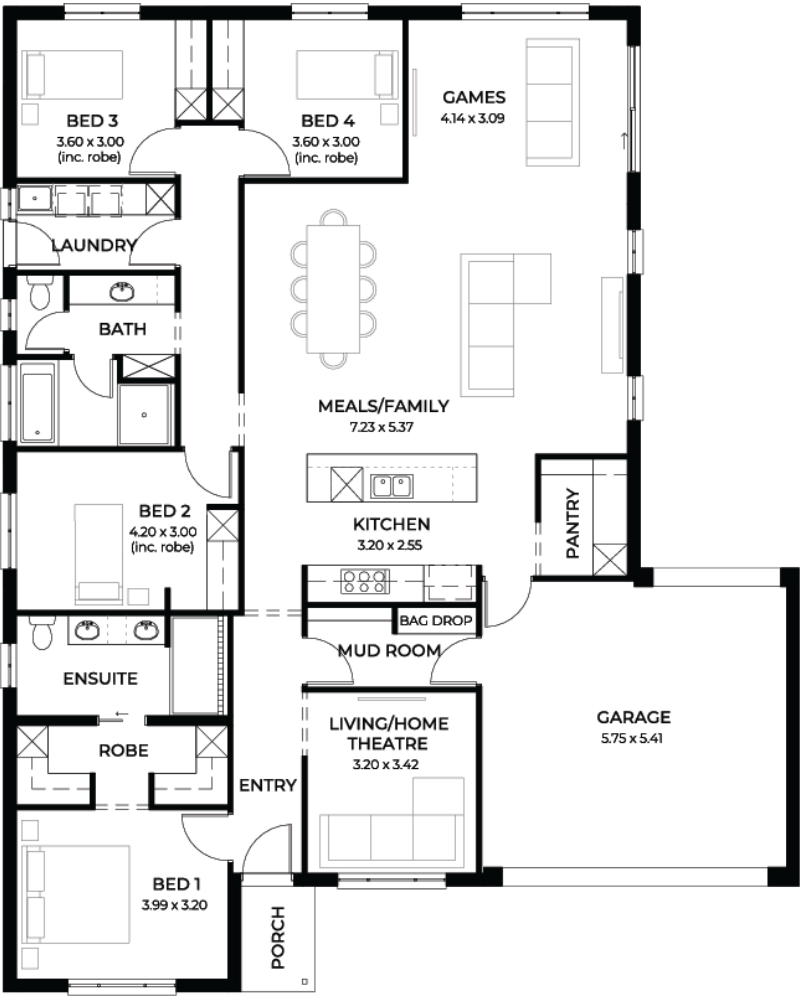 BED 3
3.60 x 3.00
(inc. robe)
BED 4
3.60 x 3.00
(inc. robe)
GAMES
4.14 x 3.09
LAUNDRY
BATH
MEALS/FAMILY
7.23 x 5.37
BED 2
4.20 x 3.00
(inc. robe)
KITCHEN
3.20 x 2.55
PANTRY
BAG DROP
MUD ROOM
ENSUITE
ROBE
LIVING/HOME
THEATRE
3.20 x 3.42
GARAGE
5.75 x 5.41
ENTRY
BED 1
3.99 x 3.20
PORCH